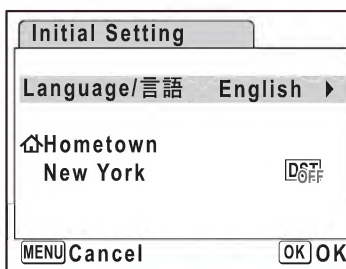 Initial Setting
Language/言語 English
Hometown
New York DST OFF
MENU Cancel OK OK